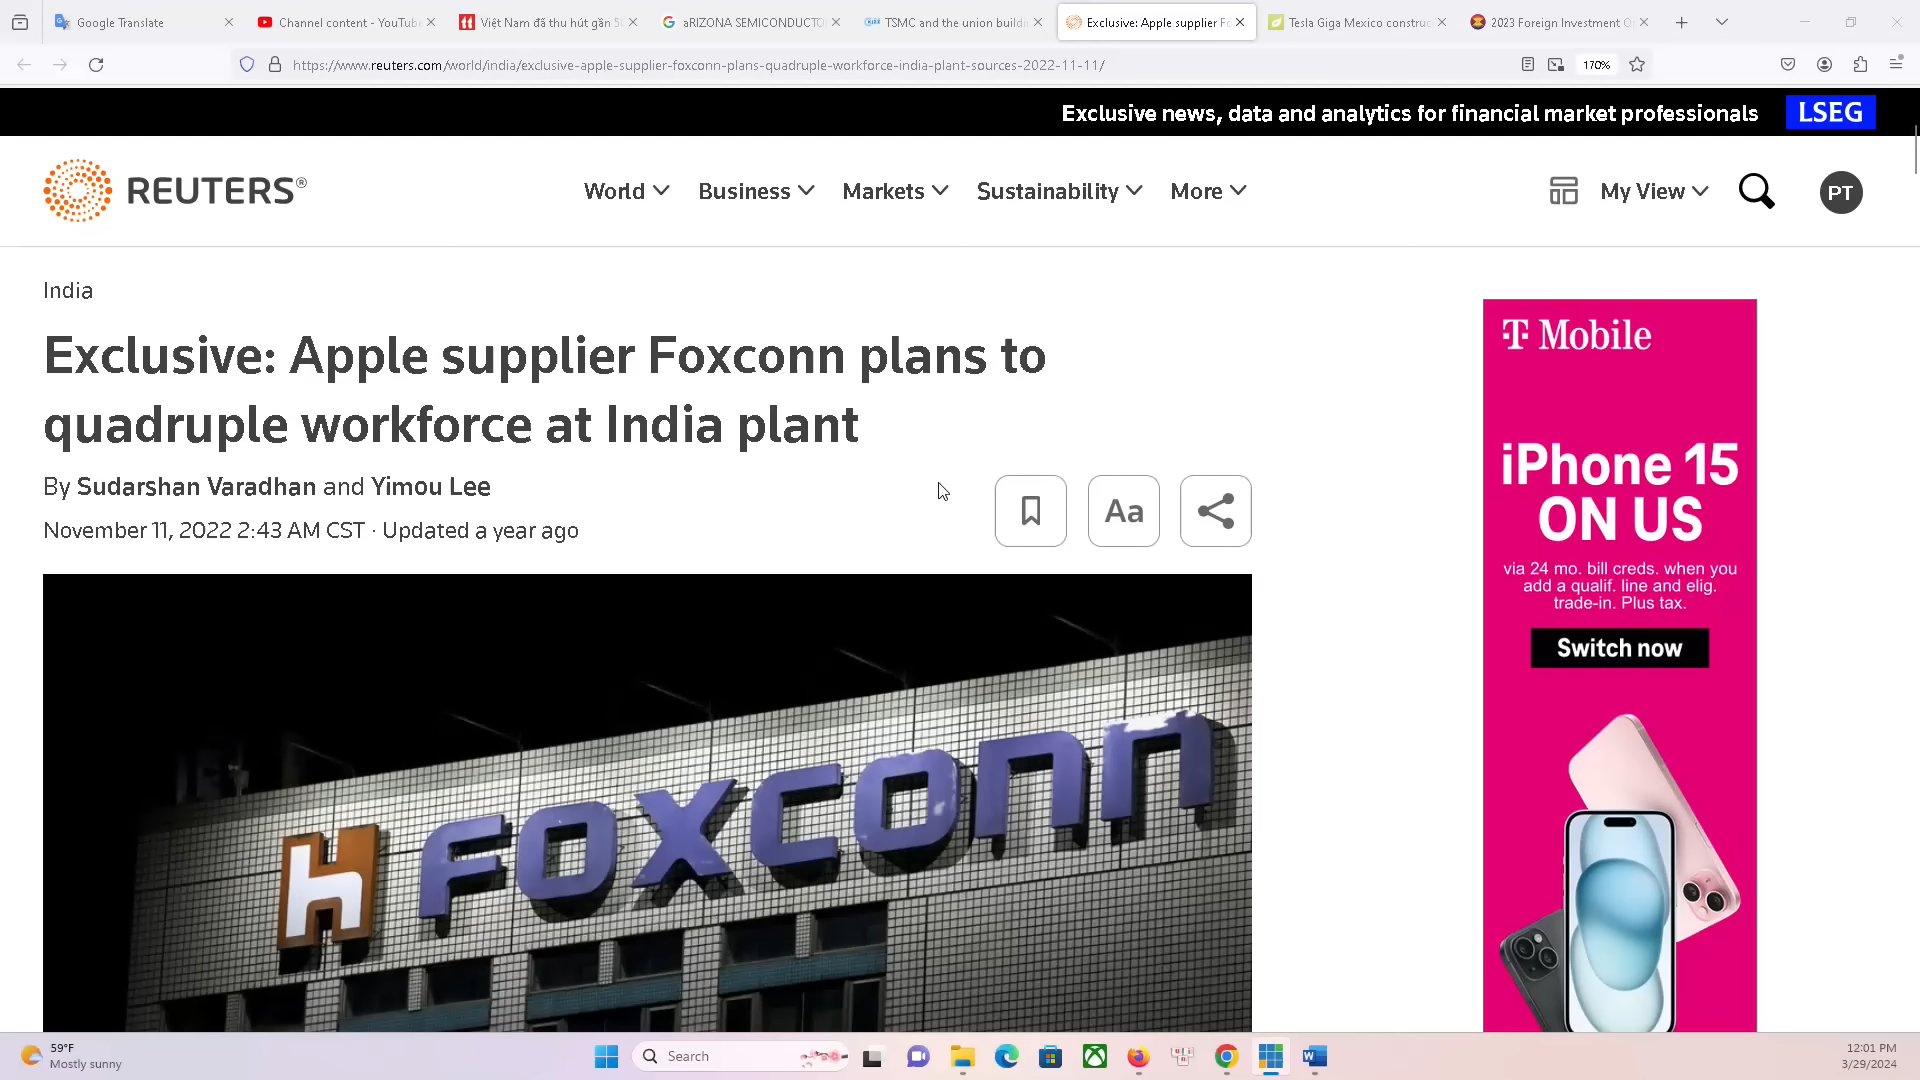 Google Translate
Channel content - YouTube
Việt Nam đã thu hút gần 5
aRIZONA SEMICONDUCTO
TSMC and the union buildi
Exclusive: Apple supplier Fo
Tesla Giga Mexico construc
2023 Foreign Investment O
https://www.reuters.com/world/india/exclusive-apple-supplier-foxconn-plans-quadruple-workforce-india-plant-sources-2022-11-11/
170%
Exclusive news, data and analytics for financial market professionals
LSEG
REUTERS®
World
Business
Markets
Sustainability
More
My View
PT
India
Exclusive: Apple supplier Foxconn plans to
quadruple workforce at India plant
By Sudarshan Varadhan and Yimou Lee
November 11, 2022 2:43 AM CST · Updated a year ago
Aa
FOXCONN
T Mobile
iPhone 15
ON US
via 24 mo. bill creds. when you
add a qualif. line and elig.
trade-in. Plus tax.
Switch now
59°F
Mostly sunny
Search
12:01 PM
3/29/2024